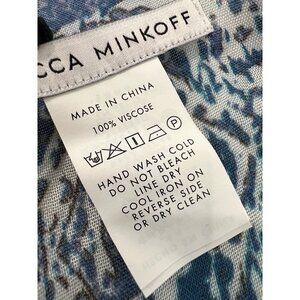 CCA MINKOFF
MADE IN CHINA
100% VISCOSE
P
HAND WASH COLD
DO NOT BLEACH
LINE DRY
COOL IRON ON
REVERSE SIDE
OR DRY CLEAN